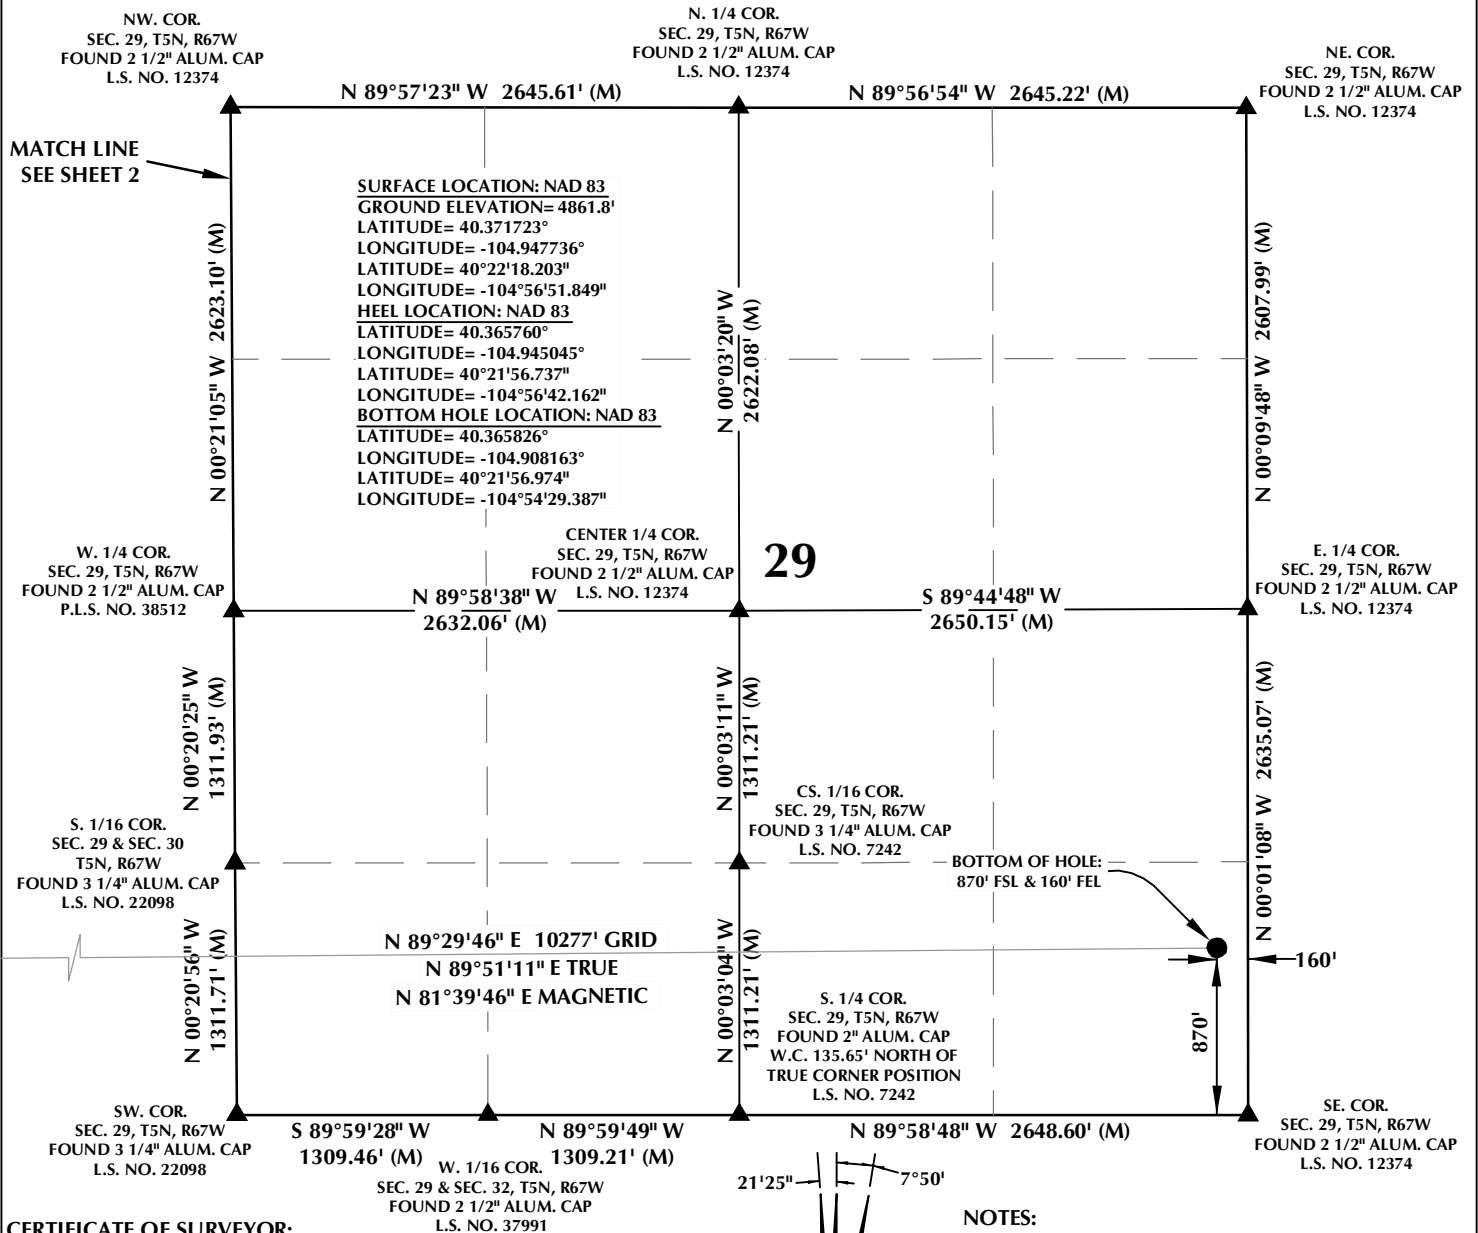 NW. COR.
SEC. 29, T5N, R67W
FOUND 2 1/2" ALUM. CAP
L.S. NO. 12374
N. 1/4 COR.
SEC. 29, T5N, R67W
FOUND 2 1/2" ALUM. CAP
L.S. NO. 12374
NE. COR.
SEC. 29, T5N, R67W
FOUND 2 1/2" ALUM. CAP
L.S. NO. 12374
N 89°57'23" W 2645.61' (M)
N 89°56'54" W 2645.22' (M)
MATCH LINE
SEE SHEET 2
SURFACE LOCATION: NAD 83
GROUND ELEVATION= 4861.8'
LATITUDE= 40.371723°
LONGITUDE= -104.947736°
LATITUDE= 40°22'18.203"
LONGITUDE= -104°56'51.849"
HEEL LOCATION: NAD 83
LATITUDE= 40.365760°
LONGITUDE= -104.945045°
LATITUDE= 40°21'56.737"
LONGITUDE= -104°56'42.162"
BOTTOM HOLE LOCATION: NAD 83
LATITUDE= 40.365826°
LONGITUDE= -104.908163°
LATITUDE= 40°21'56.974"
LONGITUDE= -104°54'29.387"
N 00°21'05" W 2623.10' (M)
N 00°03'20" W
2622.08' (M)
N 00°09'48" W 2607.99' (M)
W. 1/4 COR.
SEC. 29, T5N, R67W
FOUND 2 1/2" ALUM. CAP
P.L.S. NO. 38512
CENTER 1/4 COR.
SEC. 29, T5N, R67W
FOUND 2 1/2" ALUM. CAP
L.S. NO. 12374
29
E. 1/4 COR.
SEC. 29, T5N, R67W
FOUND 2 1/2" ALUM. CAP
L.S. NO. 12374
N 89°58'38" W
2632.06' (M)
S 89°44'48" W
2650.15' (M)
N 00°20'25" W
1311.93' (M)
N 00°03'11" W
1311.21' (M)
N 00°01'08" W 2635.07' (M)
S. 1/16 COR.
SEC. 29 & SEC. 30
T5N, R67W
FOUND 3 1/4" ALUM. CAP
L.S. NO. 22098
CS. 1/16 COR.
SEC. 29, T5N, R67W
FOUND 3 1/4" ALUM. CAP
L.S. NO. 7242
BOTTOM OF HOLE:
870' FSL & 160' FEL
N 89°29'46" E 10277' GRID
N 89°51'11" E TRUE
N 81°39'46" E MAGNETIC
N 00°20'56" W
1311.71' (M)
N 00°03'04" W
1311.21' (M)
160'
870'
S. 1/4 COR.
SEC. 29, T5N, R67W
FOUND 2" ALUM. CAP
W.C. 135.65' NORTH OF
TRUE CORNER POSITION
L.S. NO. 7242
SW. COR.
SEC. 29, T5N, R67W
FOUND 3 1/4" ALUM. CAP
L.S. NO. 22098
S 89°59'28" W
1309.46' (M)
N 89°59'49" W
1309.21' (M)
N 89°58'48" W 2648.60' (M)
SE. COR.
SEC. 29, T5N, R67W
FOUND 2 1/2" ALUM. CAP
L.S. NO. 12374
W. 1/16 COR.
SEC. 29 & SEC. 32, T5N, R67W
FOUND 2 1/2" ALUM. CAP
L.S. NO. 37991
21'25"
7°50'
CERTIFICATE OF SURVEYOR:
NOTES: